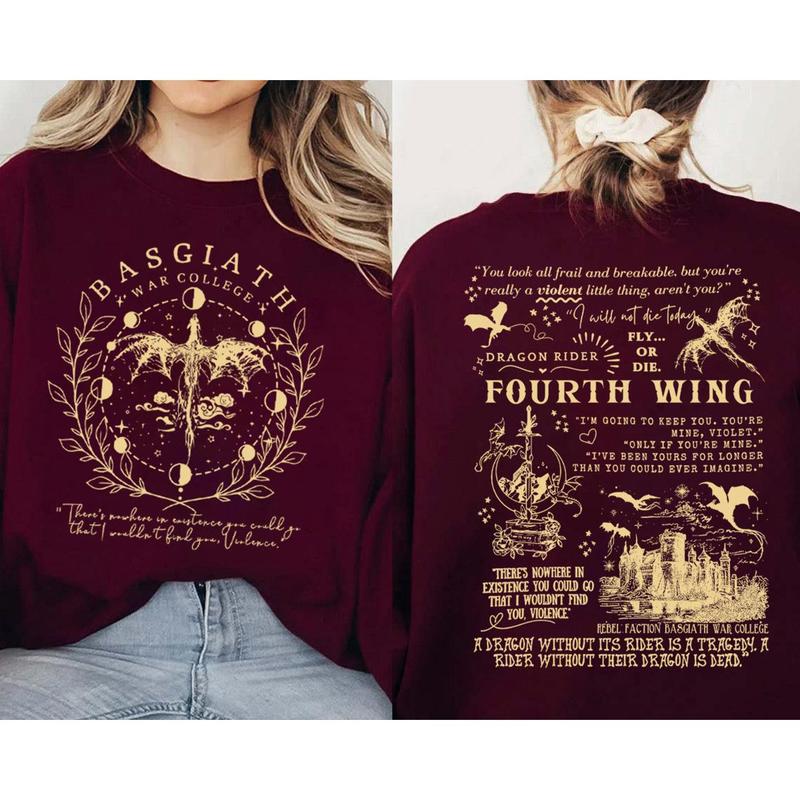 BASGIATH
WAR COLLEGE
"There's nowhere in existence you could go
that I wouldn't find you, Violence."
"You look all frail and breakable, but you're
really a violent little thing, aren't you?"
"I will not die today"
FLY...
OR
DIE.
DRAGON RIDER
FOURTH WING
"I'M GOING TO KEEP YOU. YOU'RE
MINE, VIOLET."
"ONLY IF YOU'RE MINE."
"I'VE BEEN YOURS FOR LONGER
THAN YOU COULD EVER IMAGINE."
"THERE'S NOWHERE IN
EXISTENCE YOU COULD GO
THAT I WOULDN'T FIND
YOU, VIOLENCE"
REBEL FACTION BASGIATH WAR COLLEGE
A DRAGON WITHOUT ITS RIDER IS A TRAGEDY. A
RIDER WITHOUT THEIR DRAGON IS DEAD."